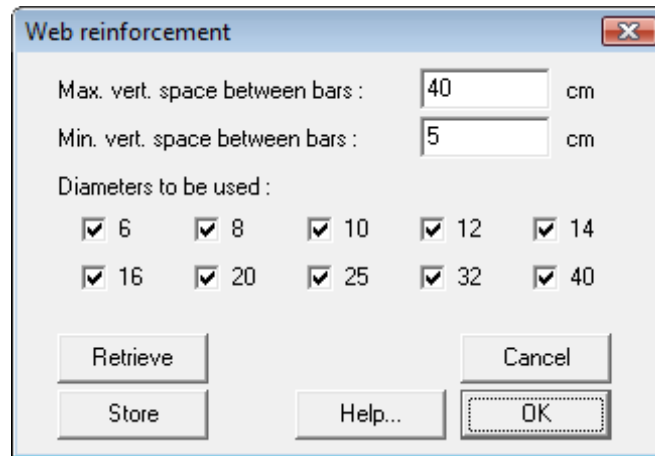 Web reinforcement
Max. vert. space between bars : 40 cm
Min. vert. space between bars : 5 cm
Diameters to be used :
6 8 10 12 14
16 20 25 32 40
Retrieve Cancel
Store Help... OK